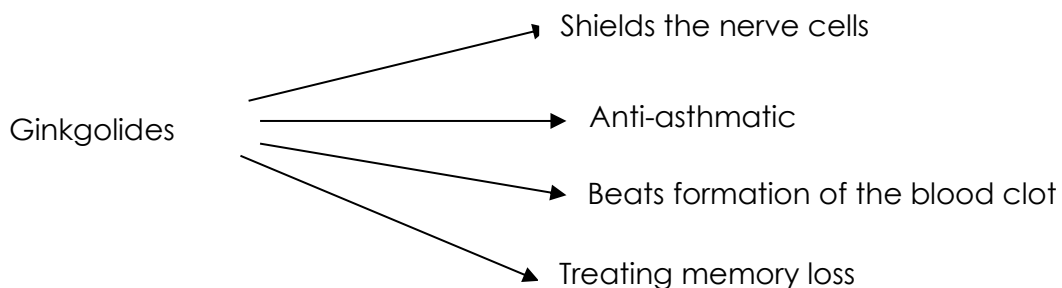 Shields the nerve cells
Ginkgolides
Anti-asthmatic
Beats formation of the blood clot
Treating memory loss